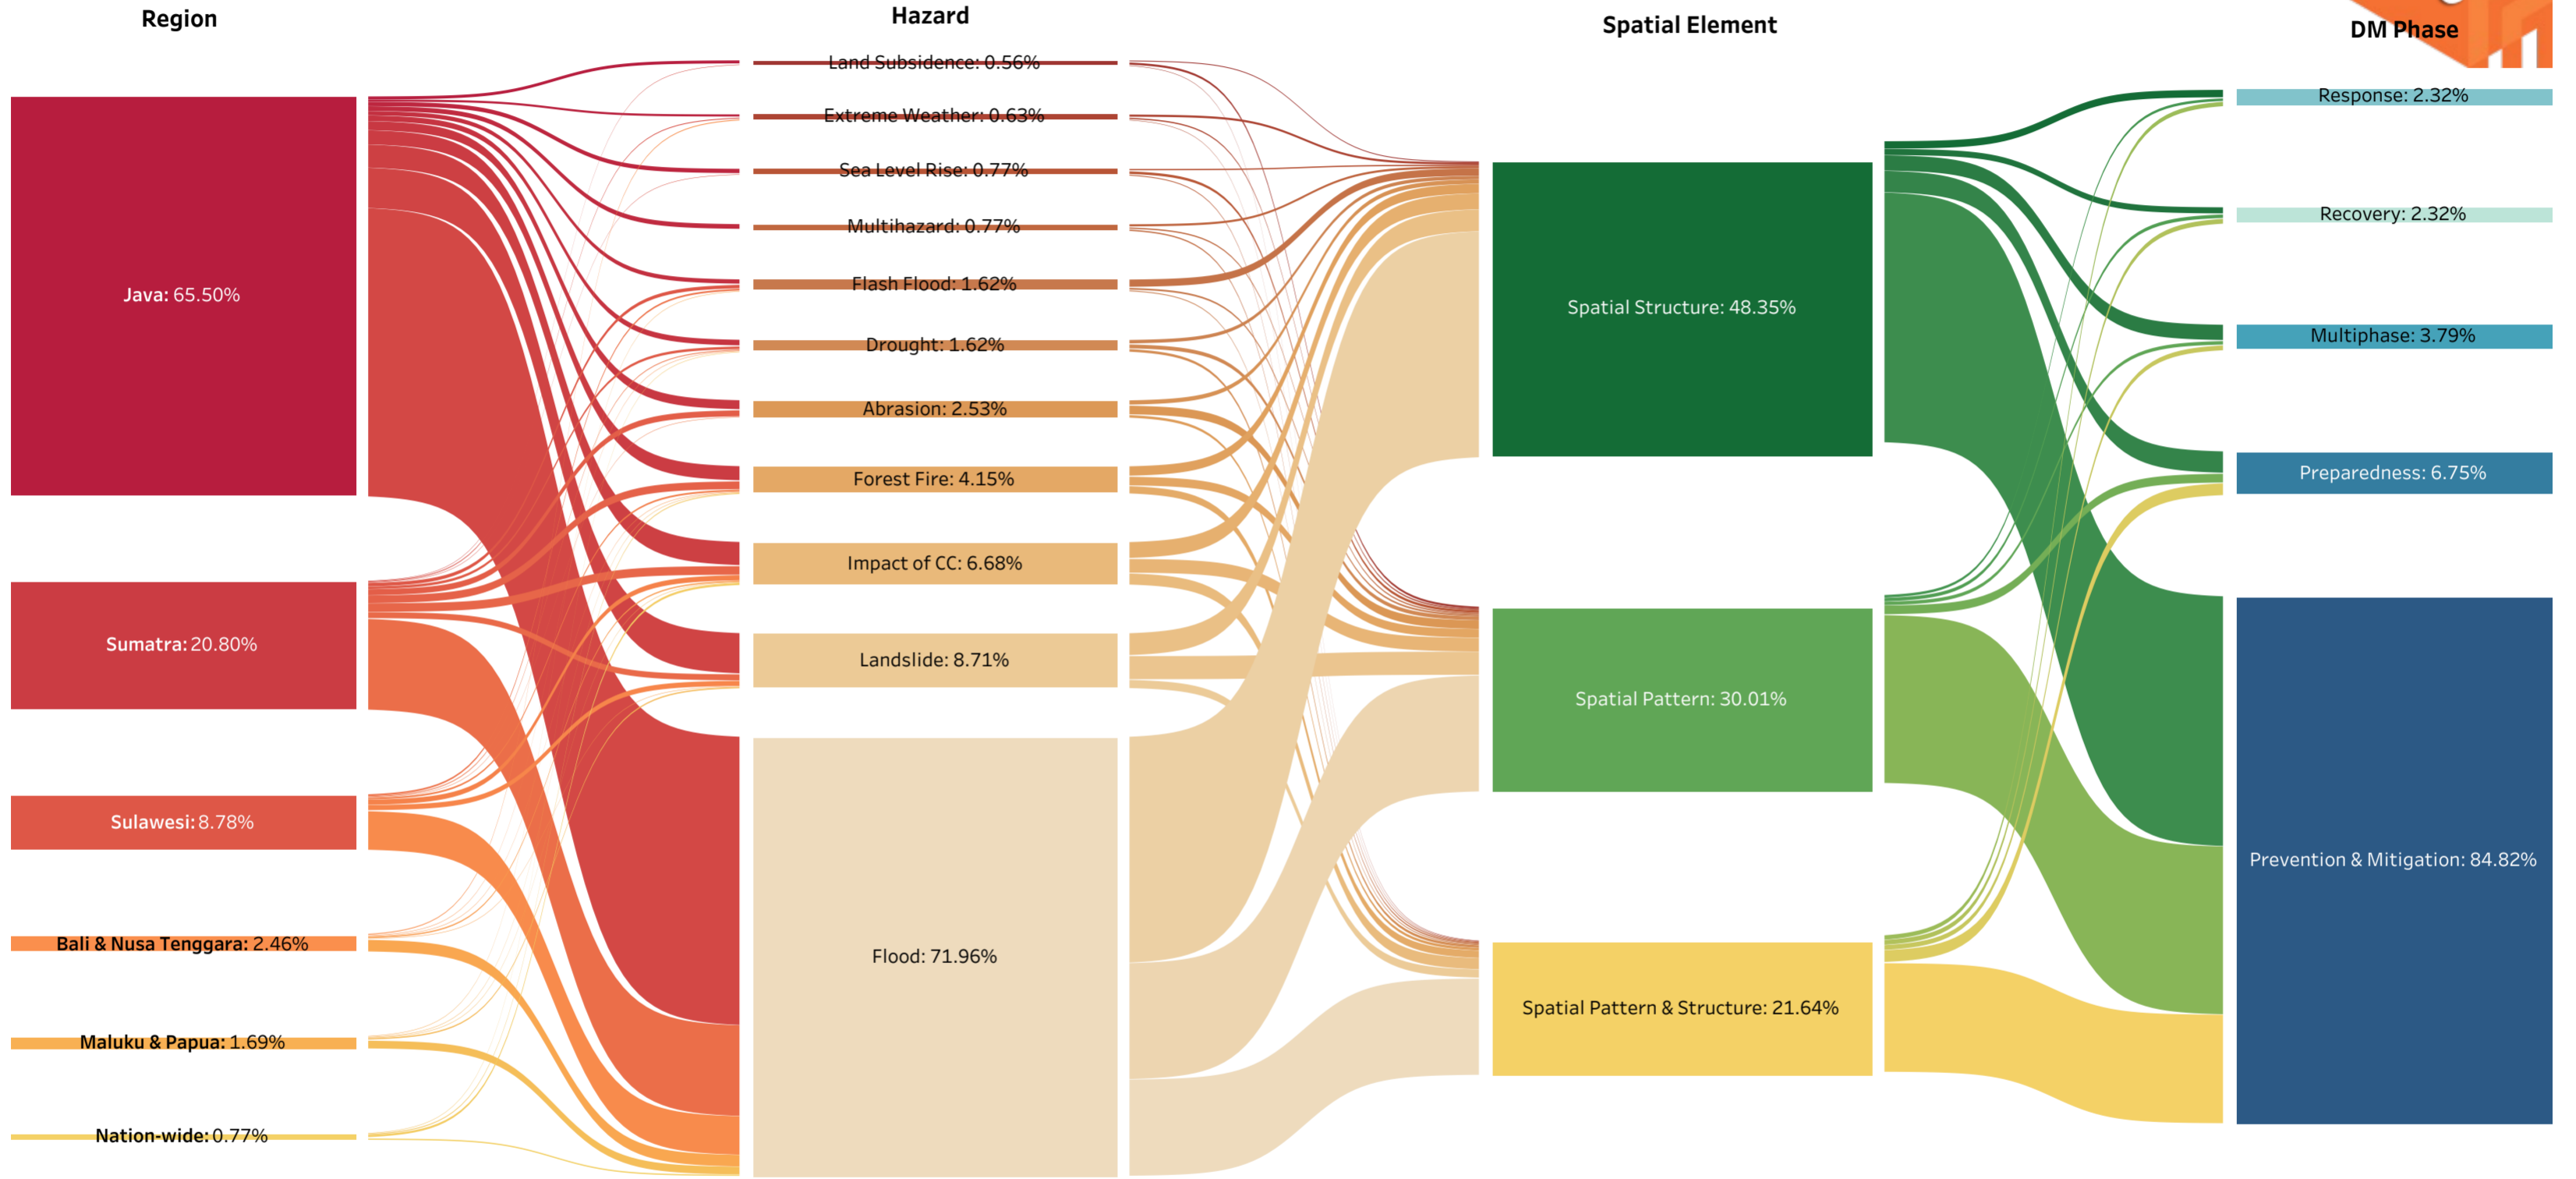 Region
Java: 65.50%
Sumatra: 20.80%
Sulawesi: 8.78%
Bali & Nusa Tenggara: 2.46%
Maluku & Papua: 1.69%
Nation-wide: 0.77%
Hazard
Land Subsidence: 0.56%
Extreme Weather: 0.63%
Sea Level Rise: 0.77%
Multihazard: 0.77%
Flash Flood: 1.62%
Drought: 1.62%
Abrasion: 2.53%
Forest Fire: 4.15%
Impact of CC: 6.68%
Landslide: 8.71%
Flood: 71.96%
Spatial Element
Spatial Structure: 48.35%
Spatial Pattern: 30.01%
Spatial Pattern & Structure: 21.64%
DM Phase
Response: 2.32%
Recovery: 2.32%
Multiphase: 3.79%
Preparedness: 6.75%
Prevention & Mitigation: 84.82%